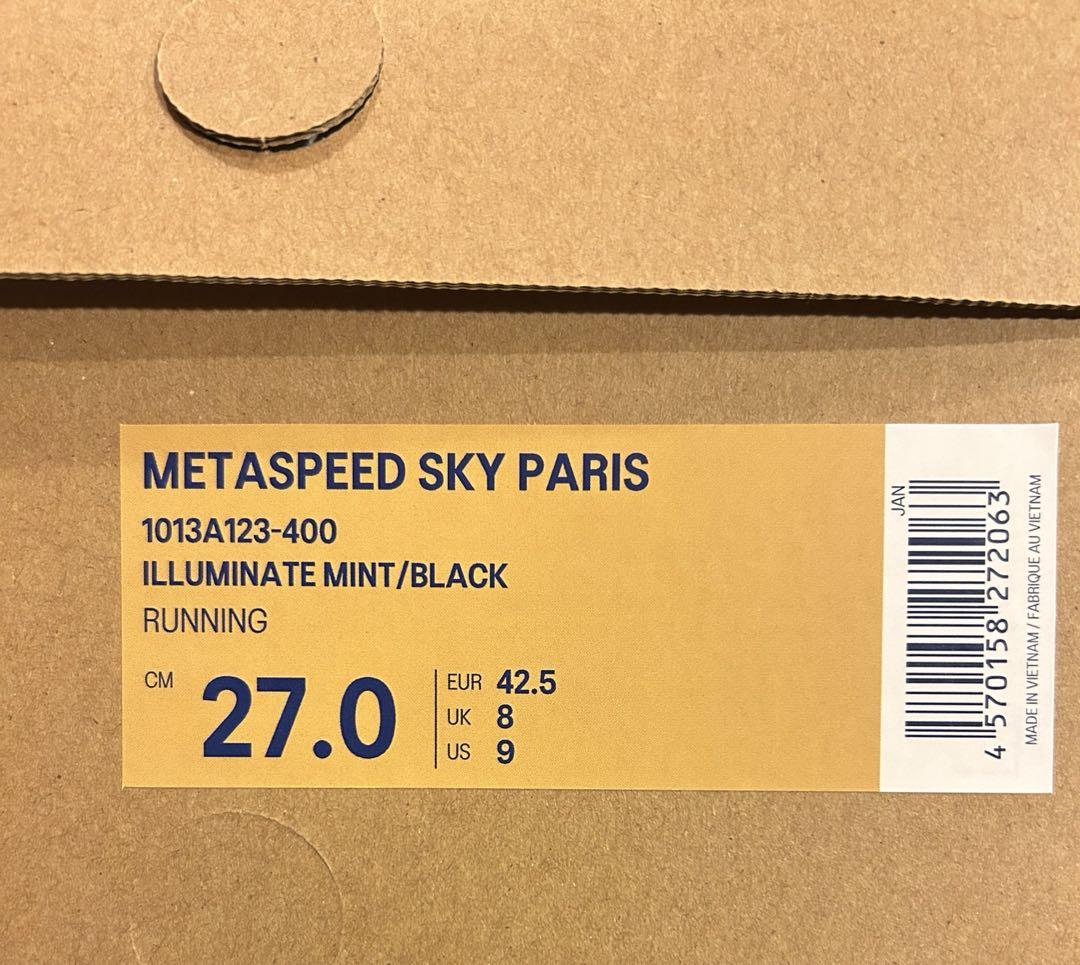 METASPEED SKY PARIS
1013A123-400
ILLUMINATE MINT/BLACK
RUNNING
CM 27.0
EUR 42.5
UK 8
US 9
JAN
4 570158 272063
MADE IN VIETNAM / FABRIQUE AU VIETNAM